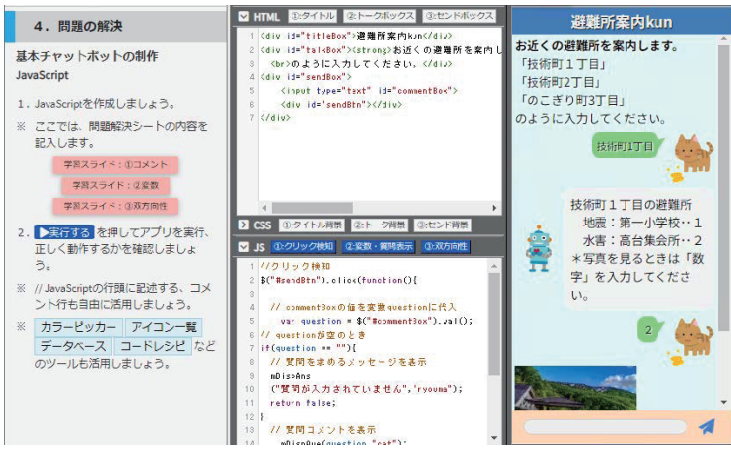 4．問題の解決
基本チャットボットの制作
JavaScript
1．JavaScriptを作成しましょう。
※ ここでは、問題解決シートの内容を
記入します。
学習スライド：①コメント
学習スライド：②変数
学習スライド：③双方向性
2．▶実行する を押してアプリを実行、
正しく動作するかを確認しましょ
う。
※ // JavaScriptの行頭に記述する、コメ
ント行も自由に活用しましょう。
※ カラーピッカー アイコン一覧
データベース コードレシピ など
のツールも活用しましょう。
HTML ①:タイトル ②:トークボックス ③:センドボックス
1 <div id="titleBox">避難所案内kun</div>
2 <div id="talkBox"><strong>お近くの避難所を案内し
3 <br>のように入力してください。</div>
4 <div id="sendBox">
5 <input type="text" id="commentBox">
6 <div id='sendBtn'></div>
7 </div>
CSS ①:タイトル背景 ②:ト ク背景 ③:センド背景
JS ①:クリック検知 ②:変数・質問表示 ③:双方向性
1 //クリック検知
2 $("#sendBtn").click(function(){
3
4 // commentBoxの値を変数questionに代入
5 var question = $("#commentBox").val();
6 // questionが空のとき
7 if(question == ""){
8 // 質問を求めるメッセージを表示
9 mDispAns
10 ("質問が入力されていません",'ryouma");
11 return false;
12 }
13 // 質問コメントを表示
14 mDispQue(question,"cat");
避難所案内kun
お近くの避難所を案内します。
「技術町１丁目」
「技術町2丁目」
「のこぎり町3丁目」
のように入力してください。
技術町1丁目
技術町１丁目の避難所
地震：第一小学校‥１
水害：高台集会所‥２
＊写真を見るときは「数
字」を入力してくださ
い。
2